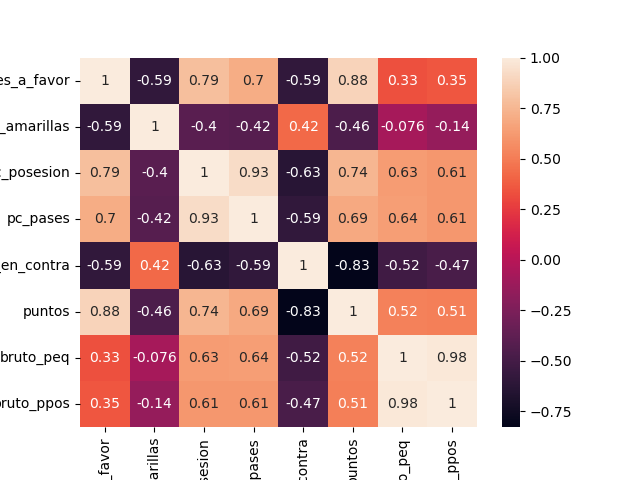 es_a_favor 1 -0.59 0.79 0.7 -0.59 0.88 0.33 0.35
_amarillas -0.59 1 -0.4 -0.42 0.42 -0.46 -0.076 -0.14
c_posesion 0.79 -0.4 1 0.93 -0.63 0.74 0.63 0.61
pc_pases 0.7 -0.42 0.93 1 -0.59 0.69 0.64 0.61
_en_contra -0.59 0.42 -0.63 -0.59 1 -0.83 -0.52 -0.47
puntos 0.88 -0.46 0.74 0.69 -0.83 1 0.52 0.51
bruto_peq 0.33 -0.076 0.63 0.64 -0.52 0.52 1 0.98
bruto_ppos 0.35 -0.14 0.61 0.61 -0.47 0.51 0.98 1
_favor
arillas
sesion
pases
contra
puntos
o_peq
_ppos
1.00
0.75
0.50
0.25
0.00
−0.25
−0.50
−0.75